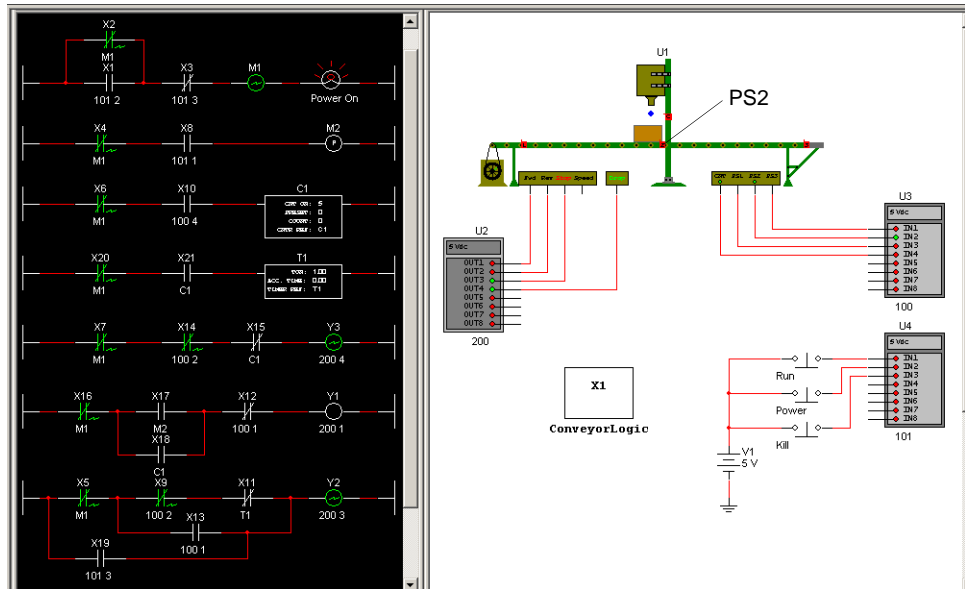 X2
M1
X1
101 2
X3
101 3
M1
Power On
X4
M1
X8
101 1
M2
P
X6
M1
X10
100 4
C1
CNT ON: 5
PRESET: 0
COUNT: 0
CNTR REF: C1
X20
M1
X21
C1
T1
TON: 1.00
ACC. TIME: 0.00
TIMER REF: T1
X7
M1
X14
100 2
X15
C1
Y3
200 4
X16
M1
X17
M2
X18
C1
X12
100 1
Y1
200 1
X5
M1
X9
100 2
X11
T1
Y2
200 3
X13
100 1
X19
101 3
U1
PS2
Fwd Rev Stop Speed
CNT PS1 PS2 PS3
U2
5 Vdc
OUT1
OUT2
OUT3
OUT4
OUT5
OUT6
OUT7
OUT8
200
U3
5 Vdc
IN1
IN2
IN3
IN4
IN5
IN6
IN7
IN8
100
X1
ConveyorLogic
U4
5 Vdc
IN1
IN2
IN3
IN4
IN5
IN6
IN7
IN8
101
Run
Power
Kill
V1
5 V